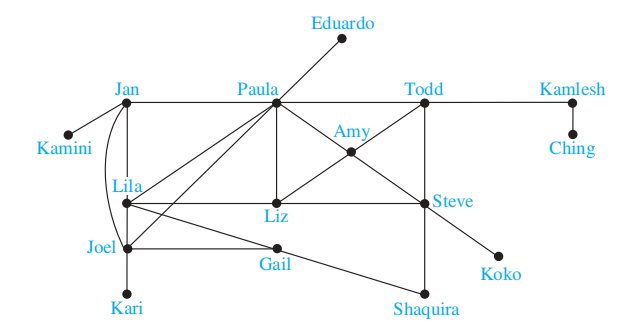 Eduardo
Jan
Paula
Todd
Kamlesh
Amy
Kamini
Ching
Lila
Liz
Steve
Joel
Gail
Koko
Kari
Shaquira